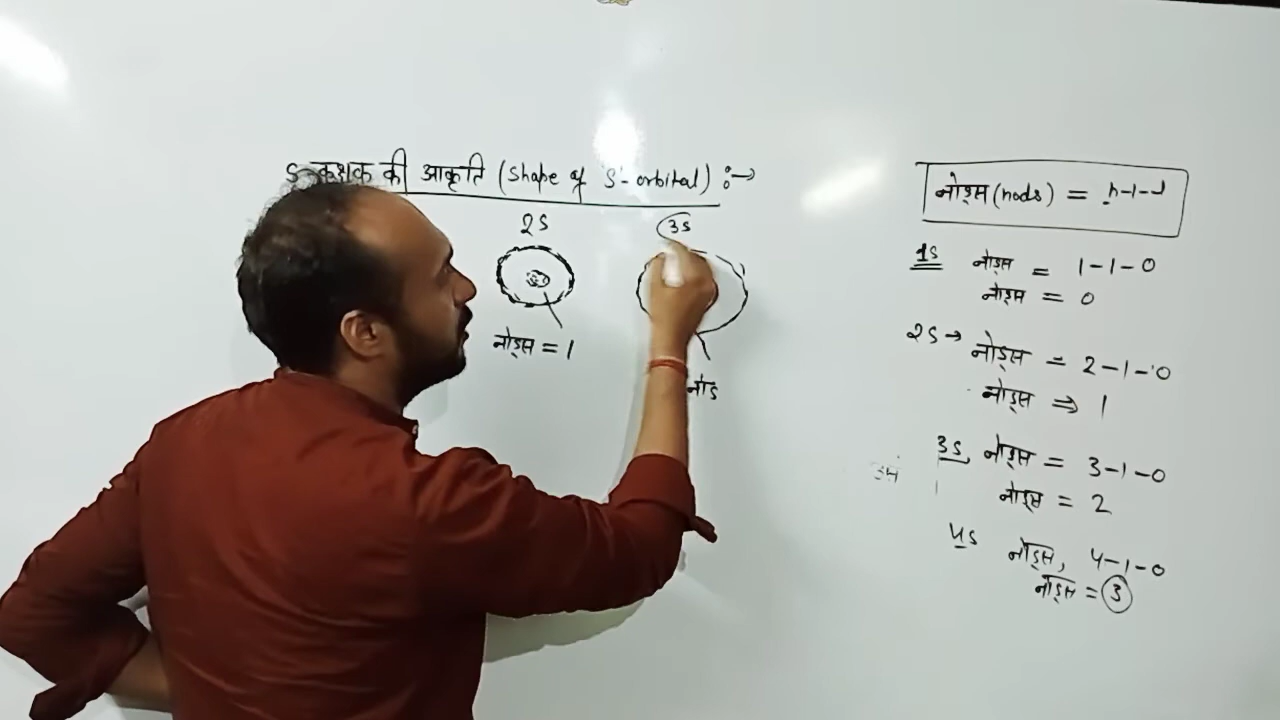 S कक्षक की आकृति (Shape of 'S'-orbital) :→
2S
3s
नोड्स = 1
नोड
नोड्स (nods) = n-1-l
1S नोड्स = 1-1-0
नोड्स = 0
2S → नोड्स = 2-1-0
नोड्स ⇒ 1
3S, नोड्स = 3-1-0
नोड्स = 2
4S नोड्स, 4-1-0
नोड्स = 3